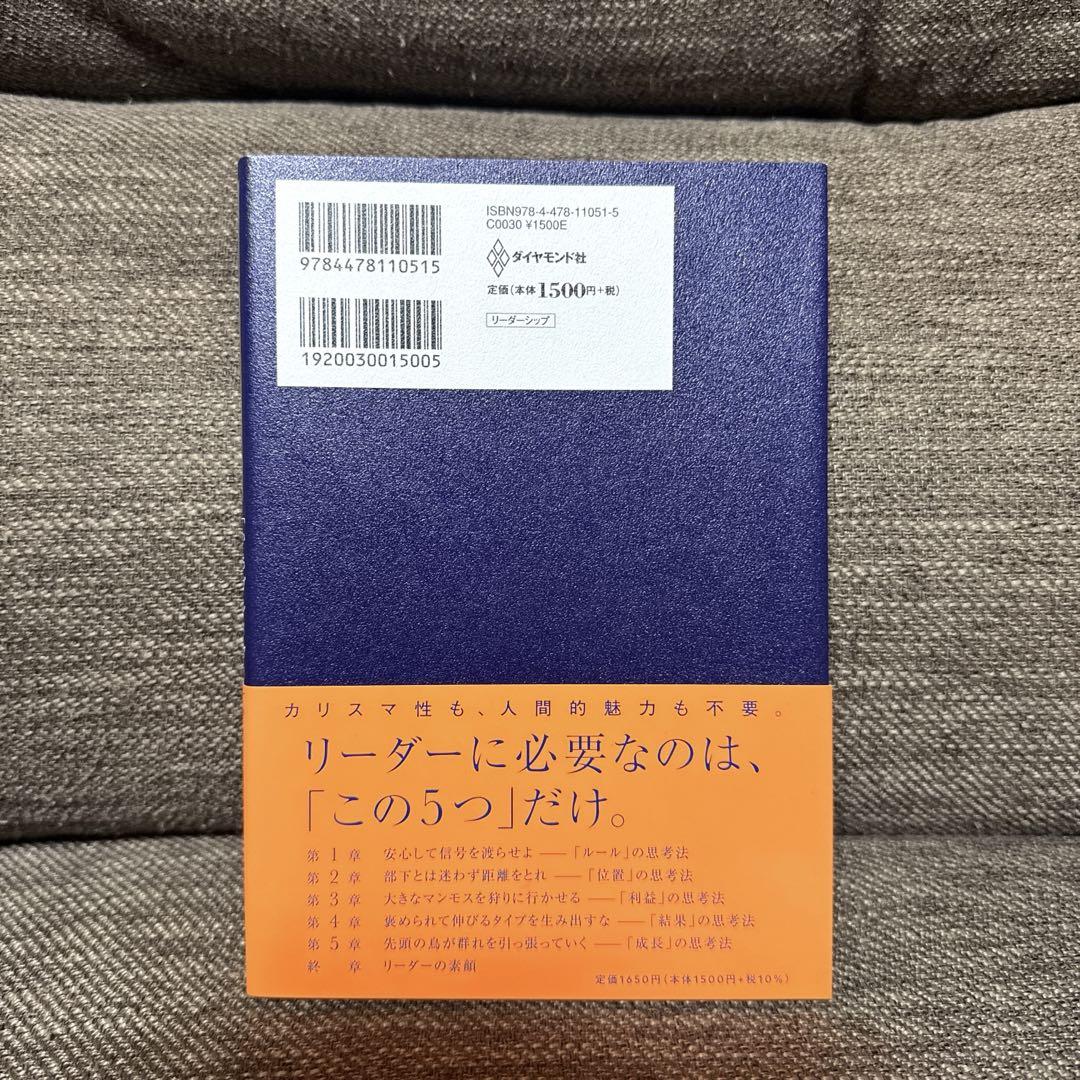 ISBN978-4-478-11051-5
C0030 ¥1500E
9784478110515
ダイヤモンド社
定価(本体1500円+税)
リーダーシップ
1920030015005
カリスマ性も、人間的魅力も不要。
リーダーに必要なのは、
「この5つ」だけ。
第1章 安心して信号を渡らせよ――「ルール」の思考法
第2章 部下とは迷わず距離をとれ――「位置」の思考法
第3章 大きなマンモスを狩りに行かせる――「利益」の思考法
第4章 褒められて伸びるタイプを生み出すな――「結果」の思考法
第5章 先頭の鳥が群れを引っ張っていく――「成長」の思考法
終章 リーダーの素顔
定価1650円(本体1500円+税10%)